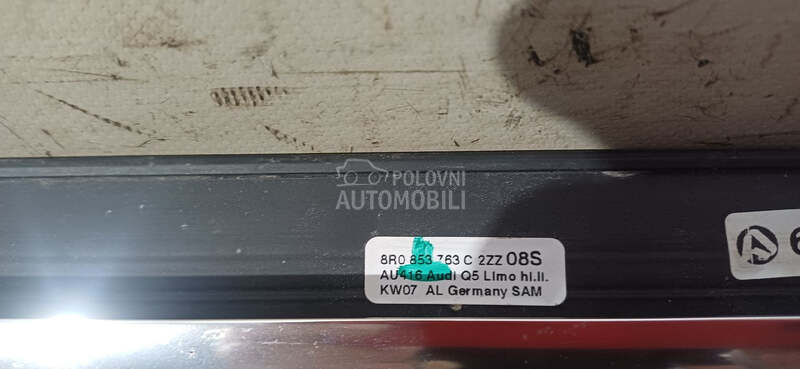 POLOVNI
AUTOMOBILI
8R0 853 763 C 2ZZ 08S
AU416 Audi Q5 Limo hl.li.
KW07 AL Germany SAM